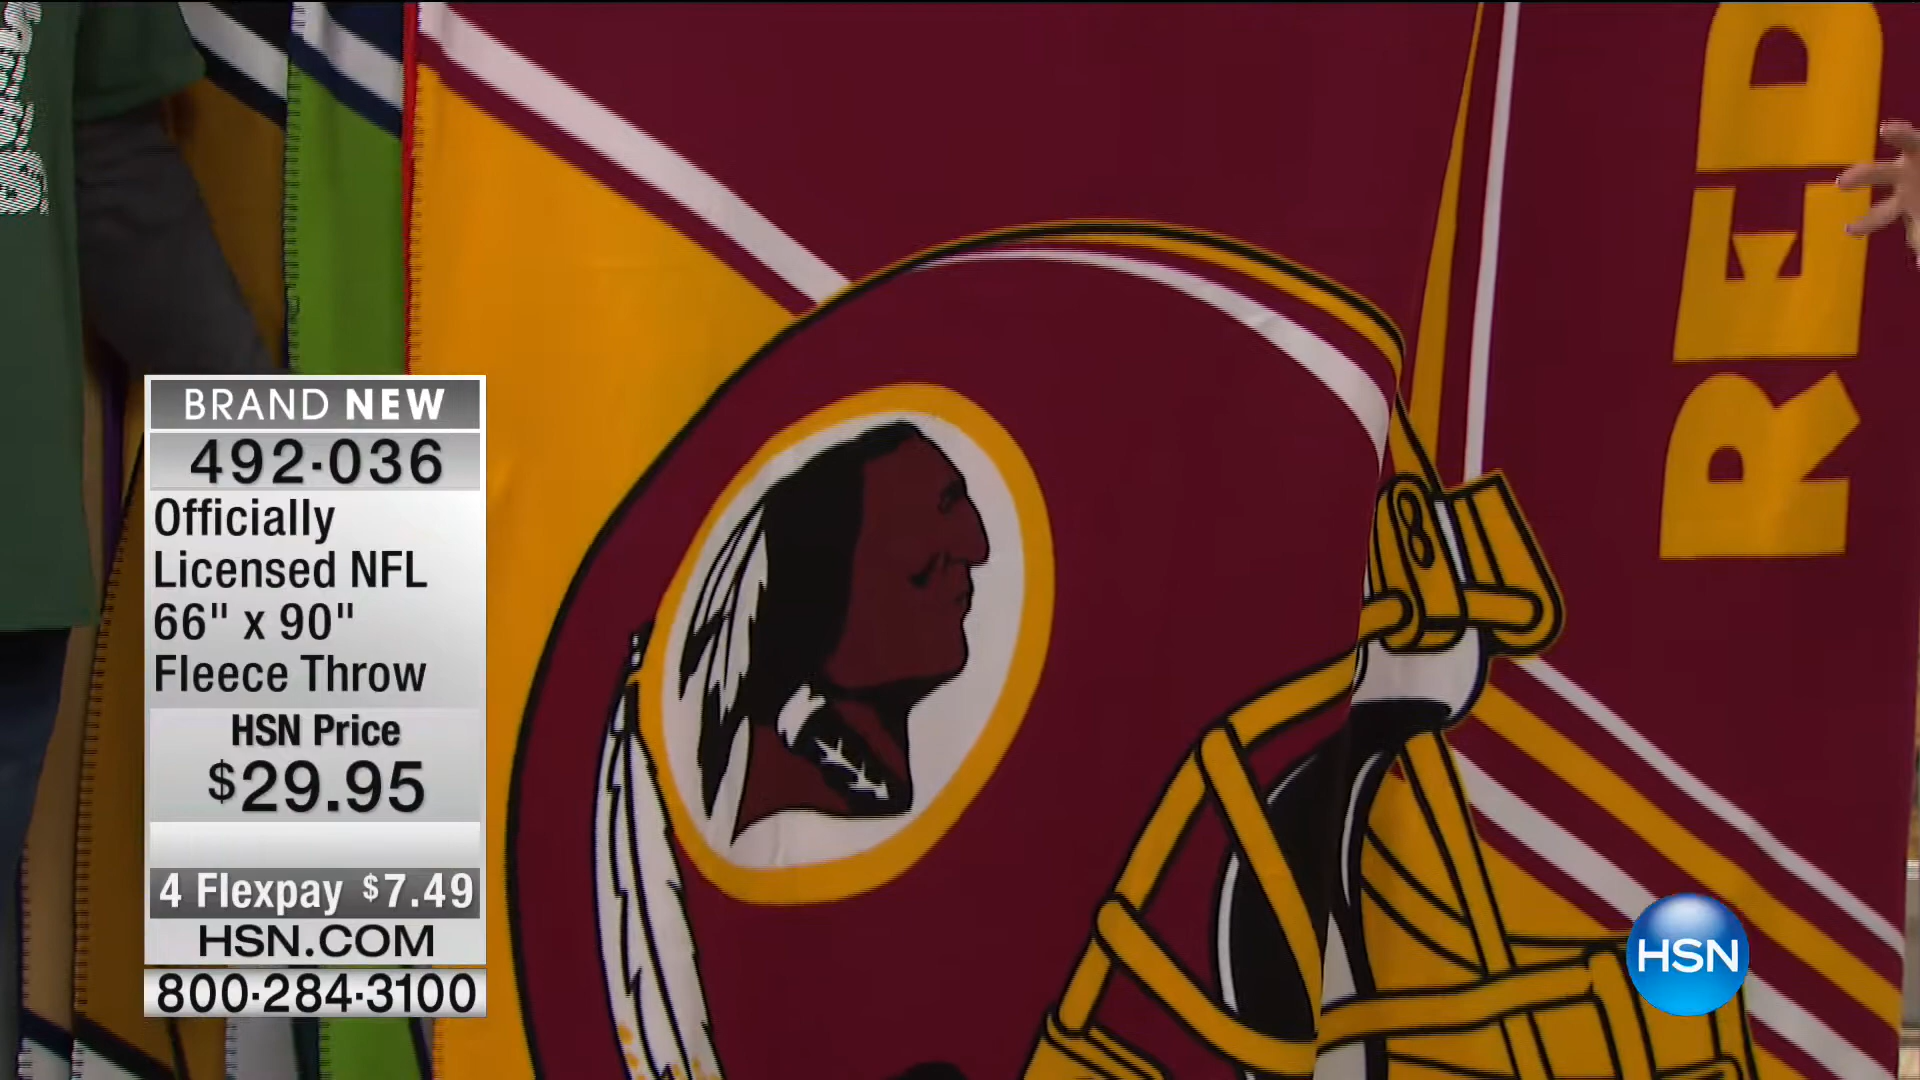 BRAND NEW
492·036
Officially
Licensed NFL
66" x 90"
Fleece Throw
HSN Price
$29.95
4 Flexpay $7.49
HSN.COM
800·284·3100
RED
8
HSN